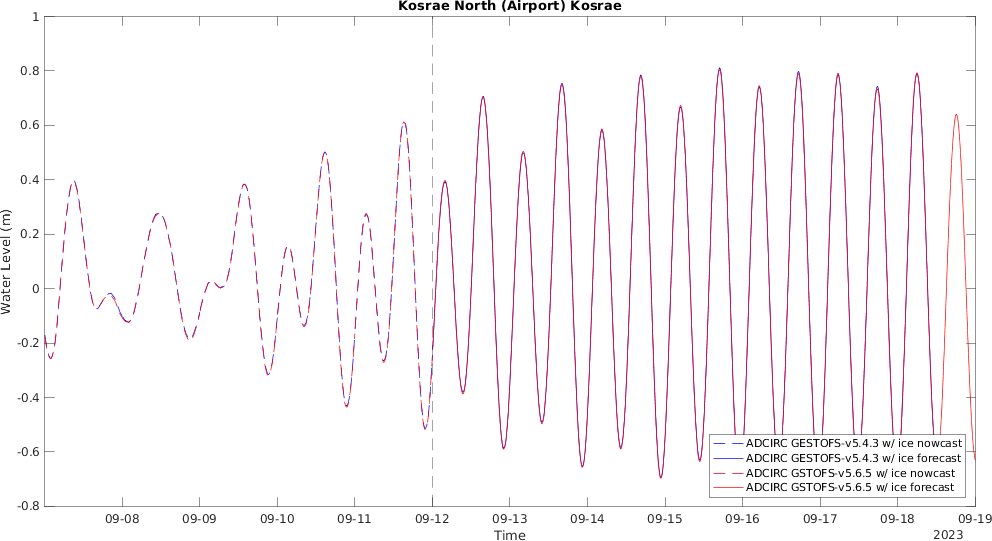 Kosrae North (Airport) Kosrae
Water Level (m)
1
0.8
0.6
0.4
0.2
0
-0.2
-0.4
-0.6
-0.8
ADCIRC GESTOFS-v5.4.3 w/ ice nowcast
ADCIRC GESTOFS-v5.4.3 w/ ice forecast
ADCIRC GSTOFS-v5.6.5 w/ ice nowcast
ADCIRC GSTOFS-v5.6.5 w/ ice forecast
09-08 09-09 09-10 09-11 09-12 09-13 09-14 09-15 09-16 09-17 09-18 09-19
Time
2023